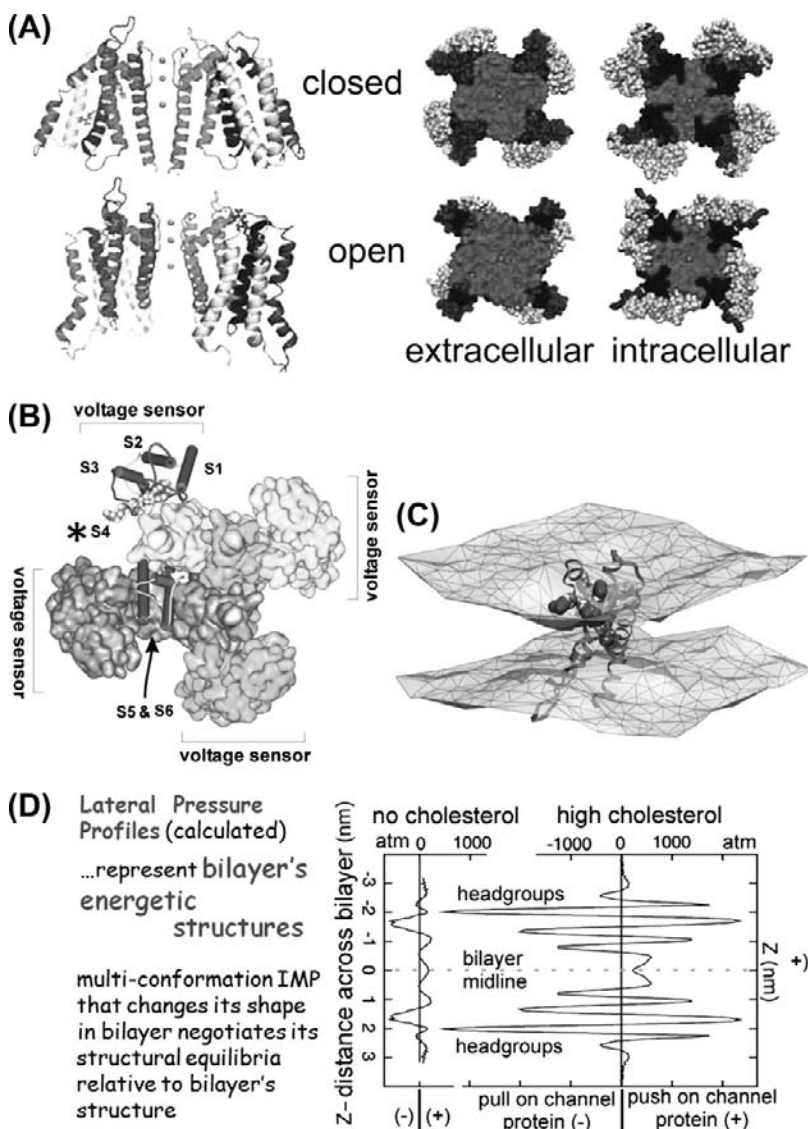 (A)
closed
open
extracellular intracellular
(B)
voltage sensor
S2
S3
S1
* S4
voltage sensor
voltage sensor
S5 & S6
voltage sensor
(C)
(D)
Lateral Pressure
Profiles (calculated)
...represent bilayer's
energetic
structures
multi-conformation IMP
that changes its shape
in bilayer negotiates its
structural equilibria
relative to bilayer's
structure
no cholesterol high cholesterol
atm 0 1000 -1000 0 1000 atm
Z- distance across bilayer (nm)
-3
-2
-1
0
1
2
3
headgroups
bilayer
midline
headgroups
Z (nm)
+)
(-) (+)
pull on channel
protein (-)
push on channel
protein (+)